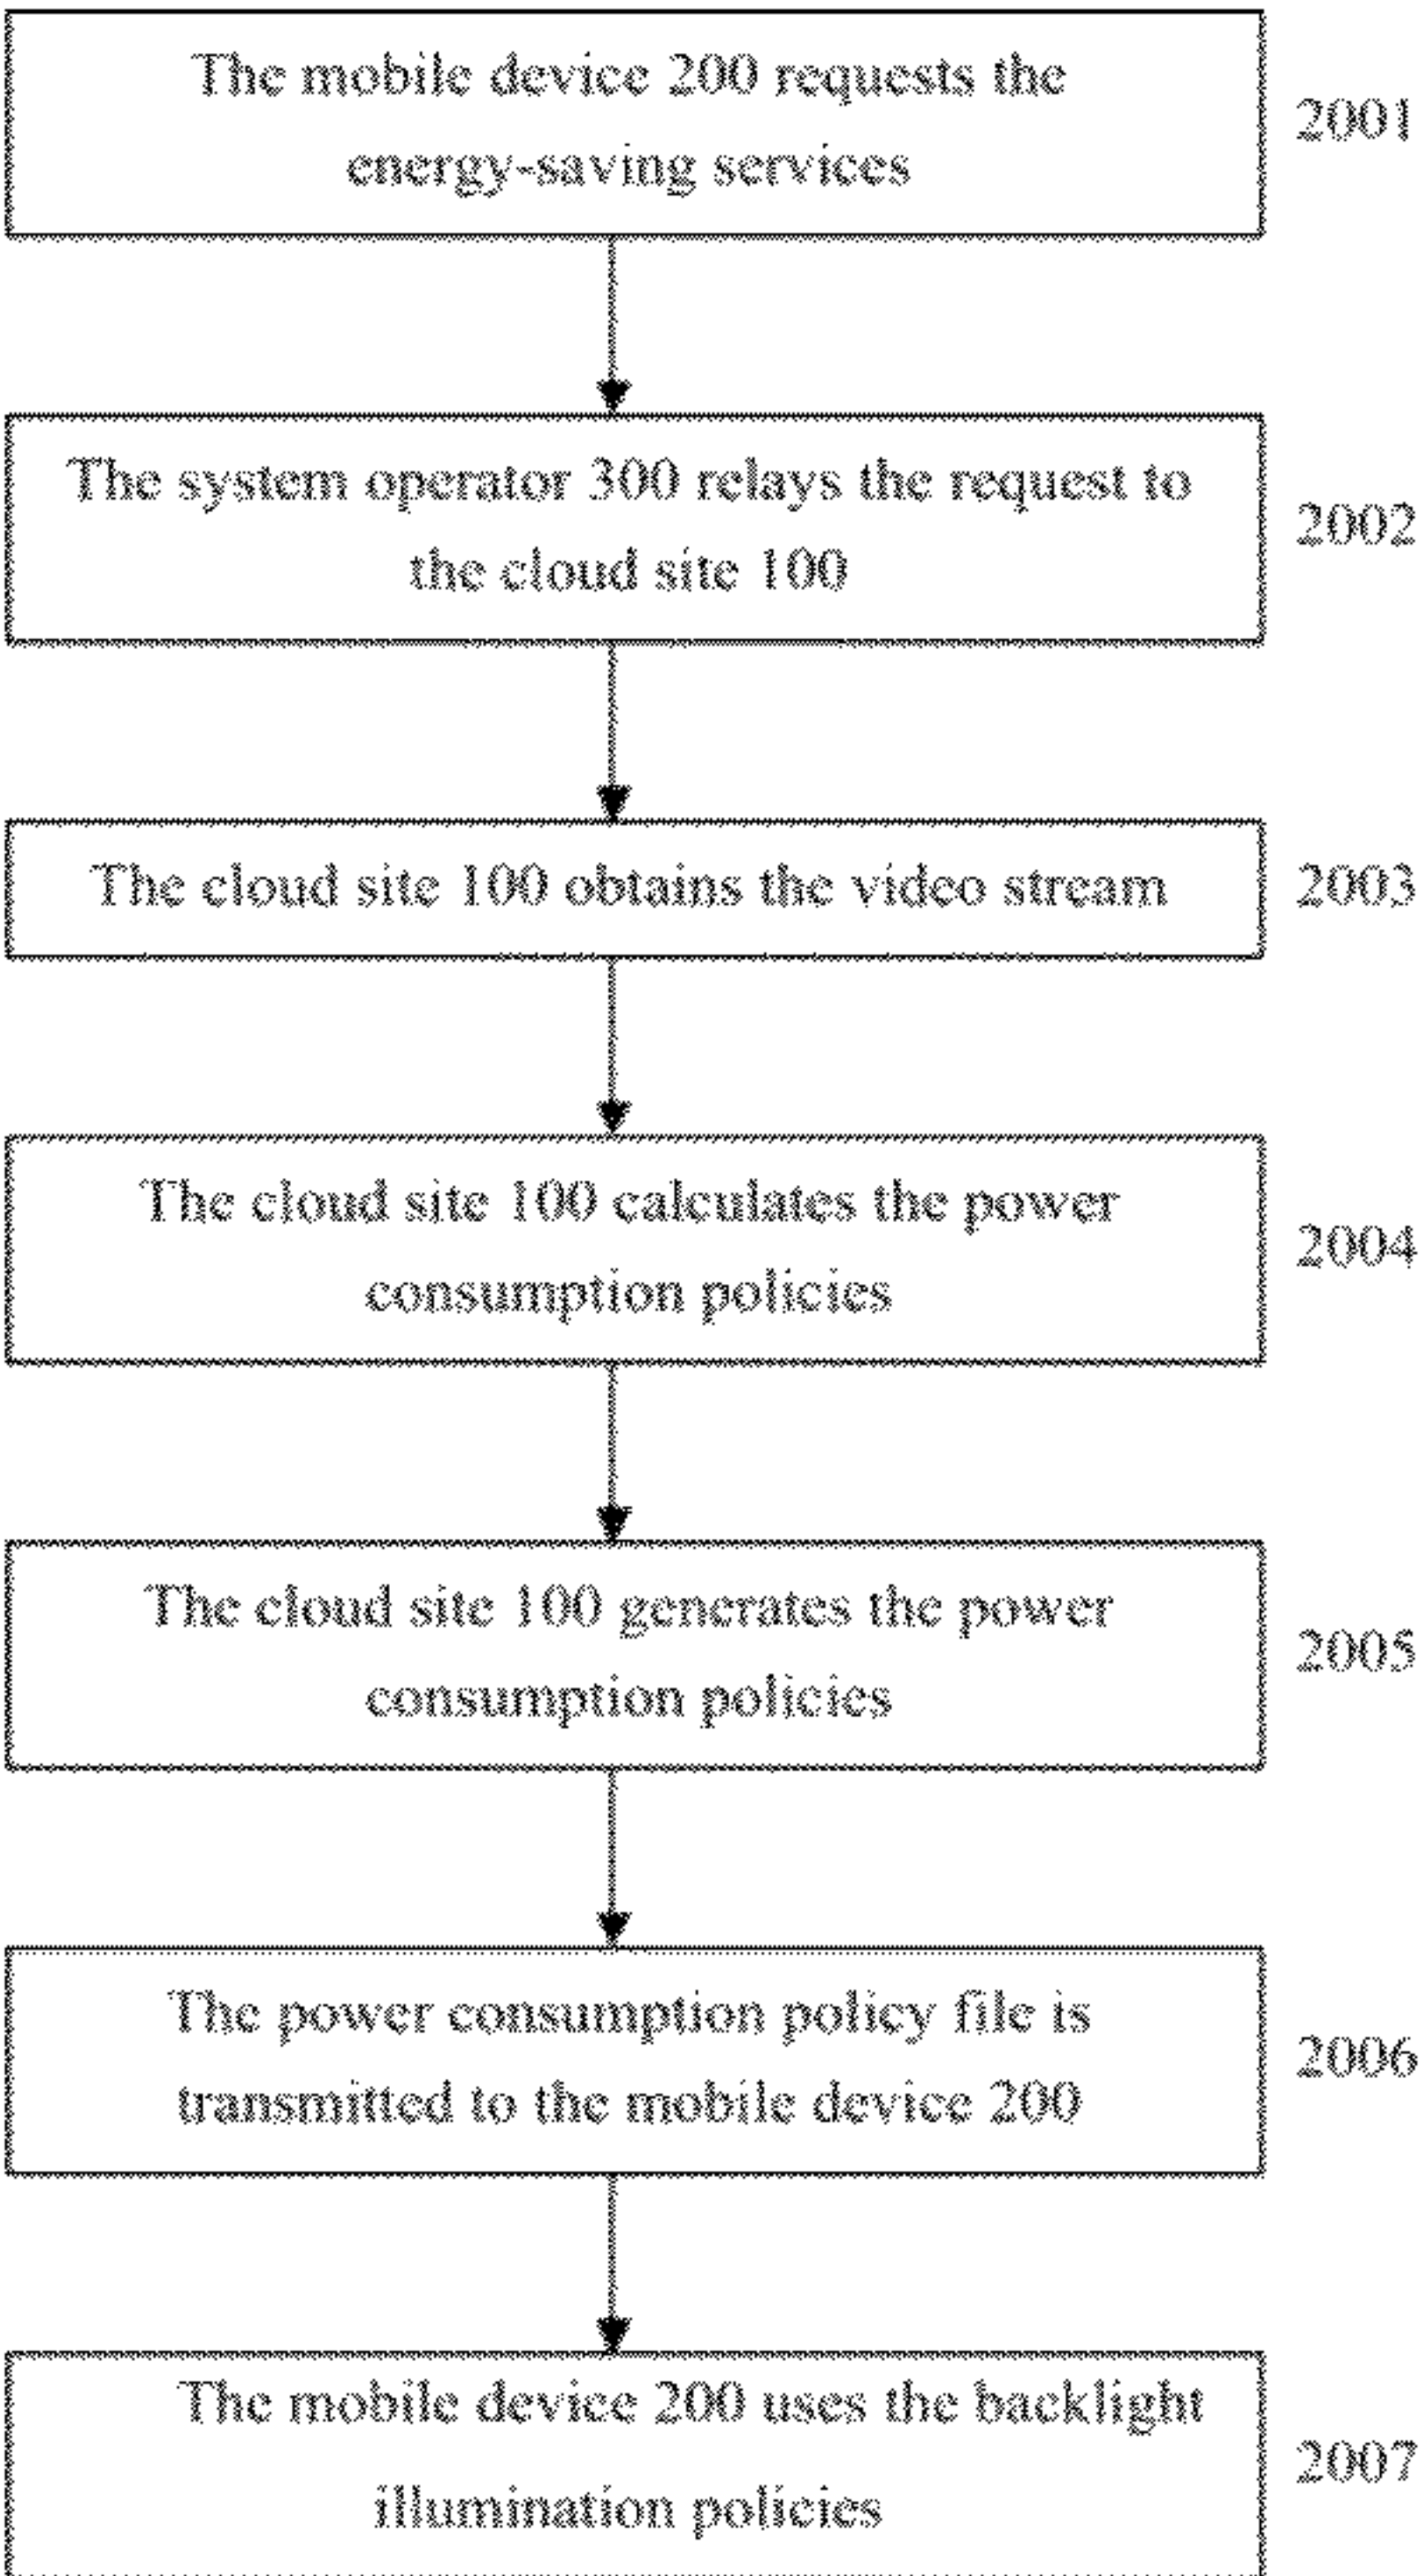 The mobile device 200 requests the
energy-saving services
2001
The system operator 300 relays the request to
the cloud site 100
2002
The cloud site 100 obtains the video stream
2003
The cloud site 100 calculates the power
consumption policies
2004
The cloud site 100 generates the power
consumption policies
2005
The power consumption policy file is
transmitted to the mobile device 200
2006
The mobile device 200 uses the backlight
illumination policies
2007